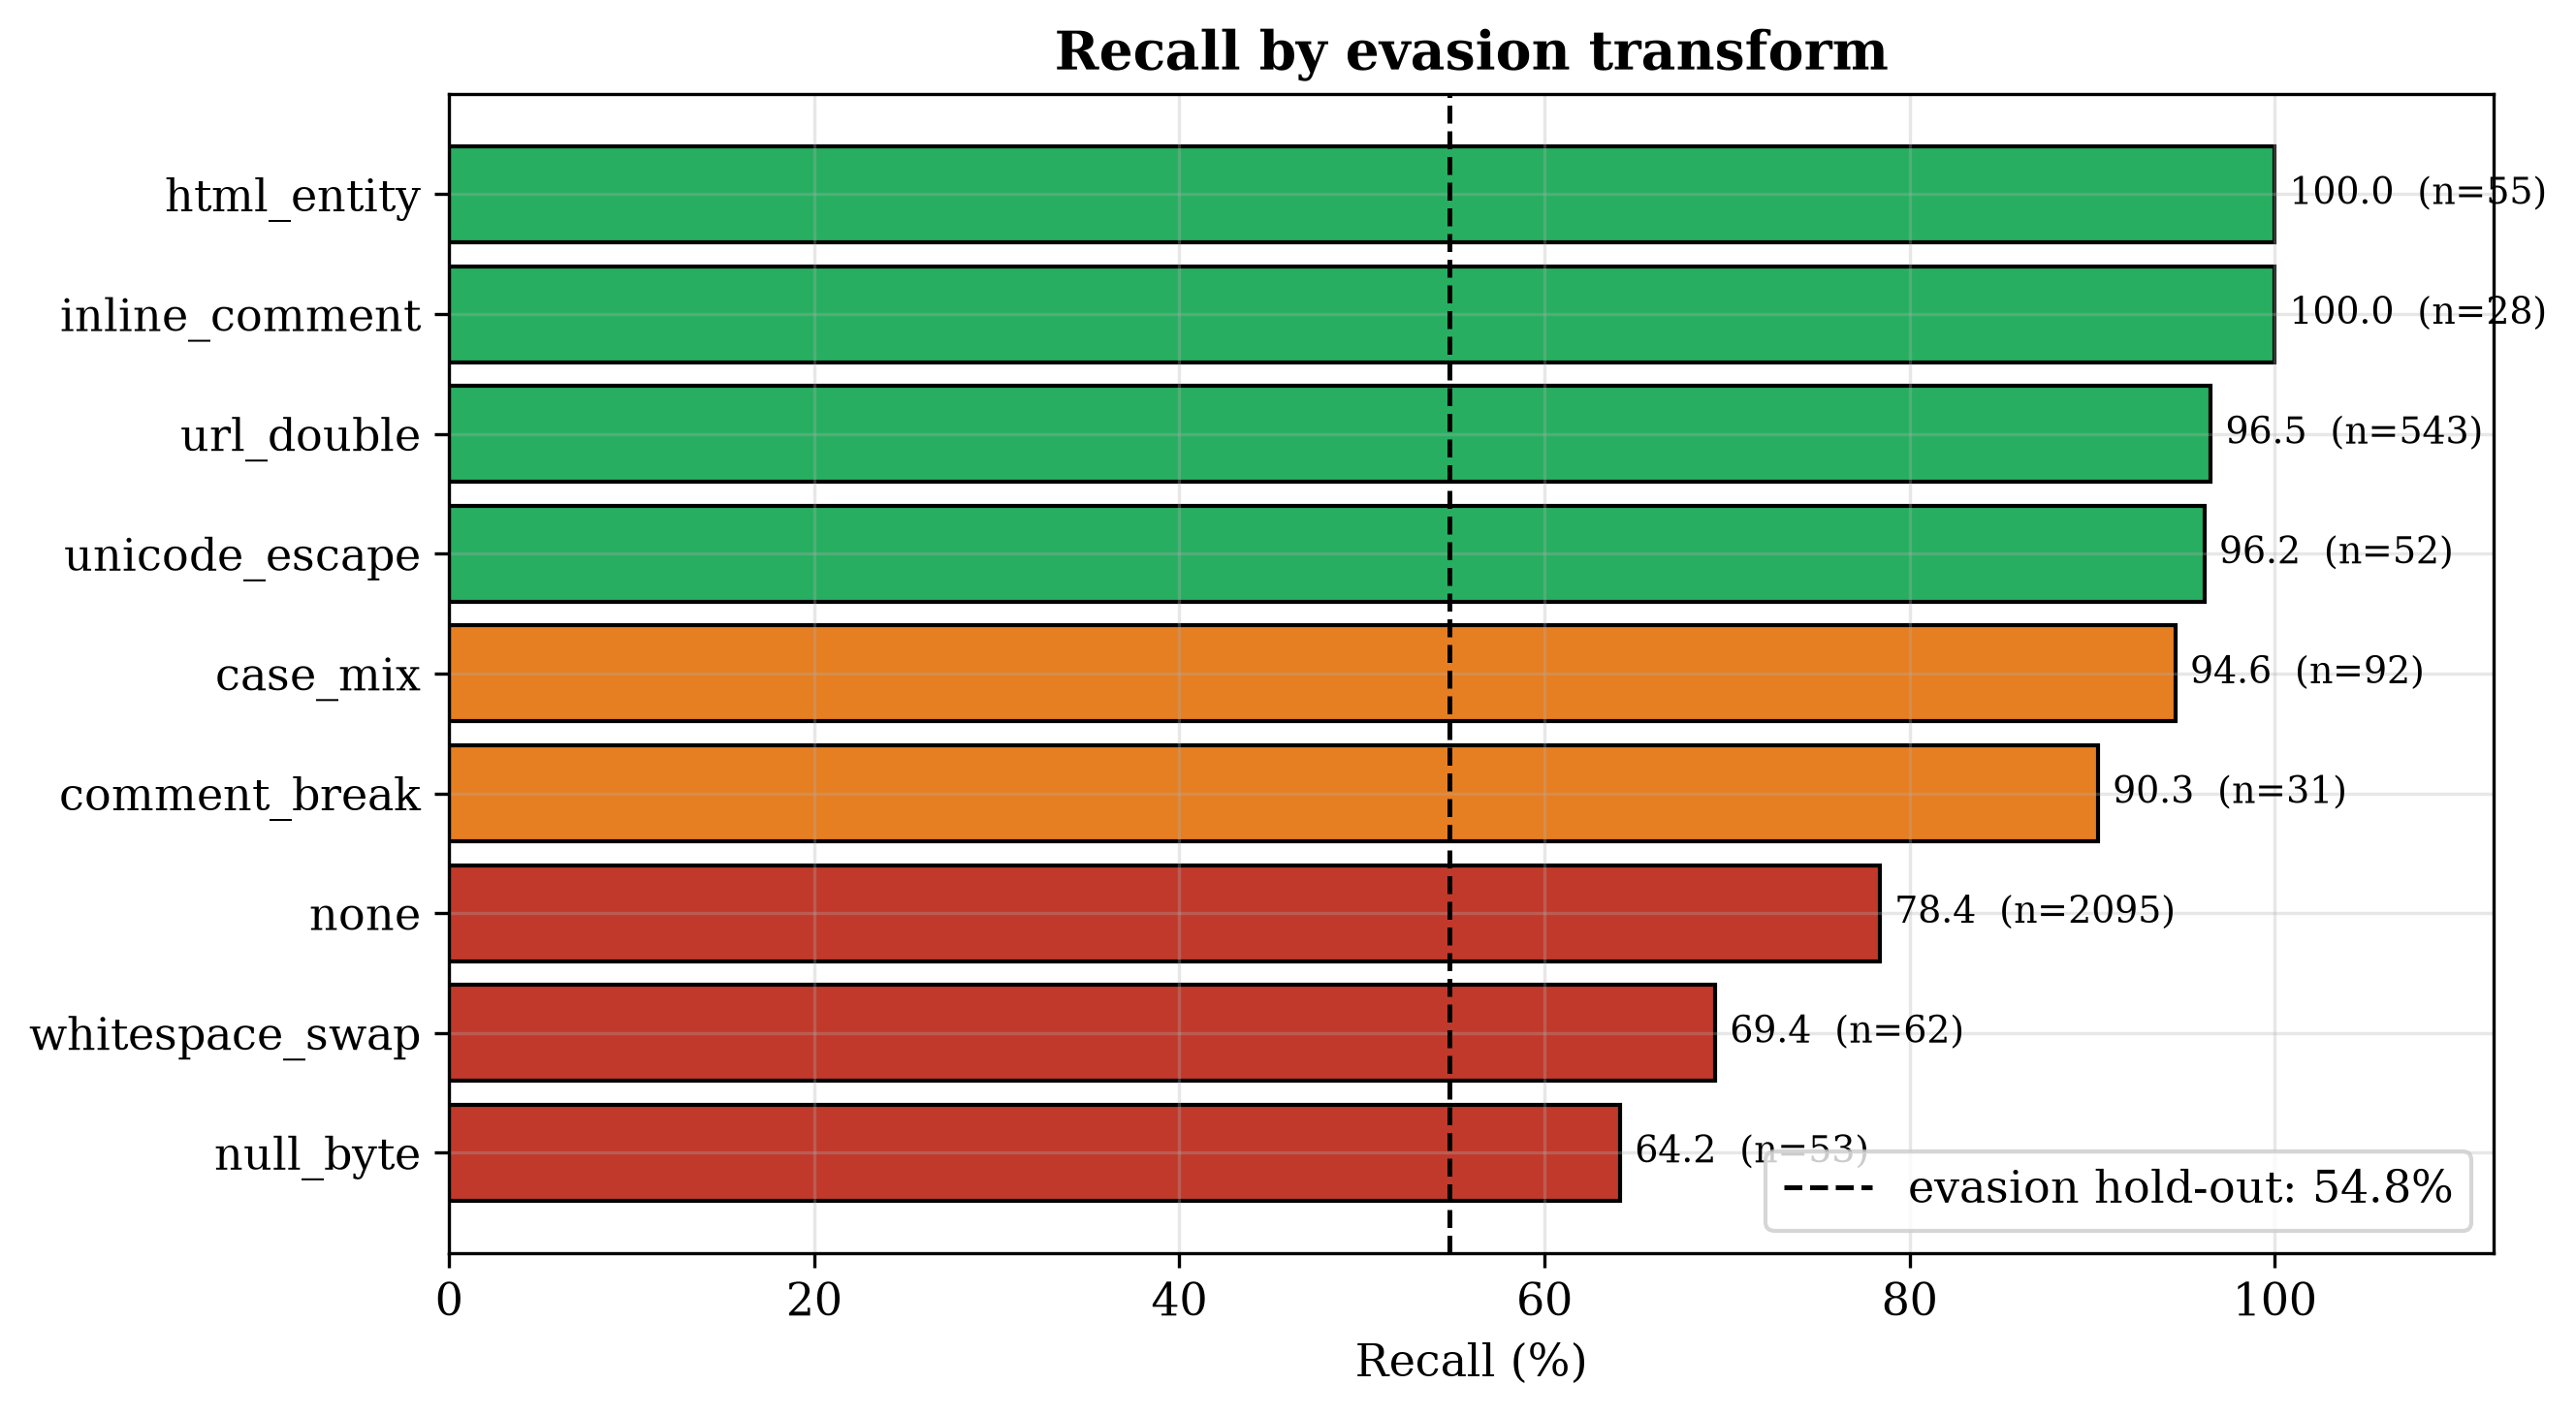 Recall by evasion transform
html_entity 100.0 (n=55)
inline_comment 100.0 (n=28)
url_double 96.5 (n=543)
unicode_escape 96.2 (n=52)
case_mix 94.6 (n=92)
comment_break 90.3 (n=31)
none 78.4 (n=2095)
whitespace_swap 69.4 (n=62)
null_byte 64.2 (n=53)
evasion hold-out: 54.8%
0 20 40 60 80 100
Recall (%)